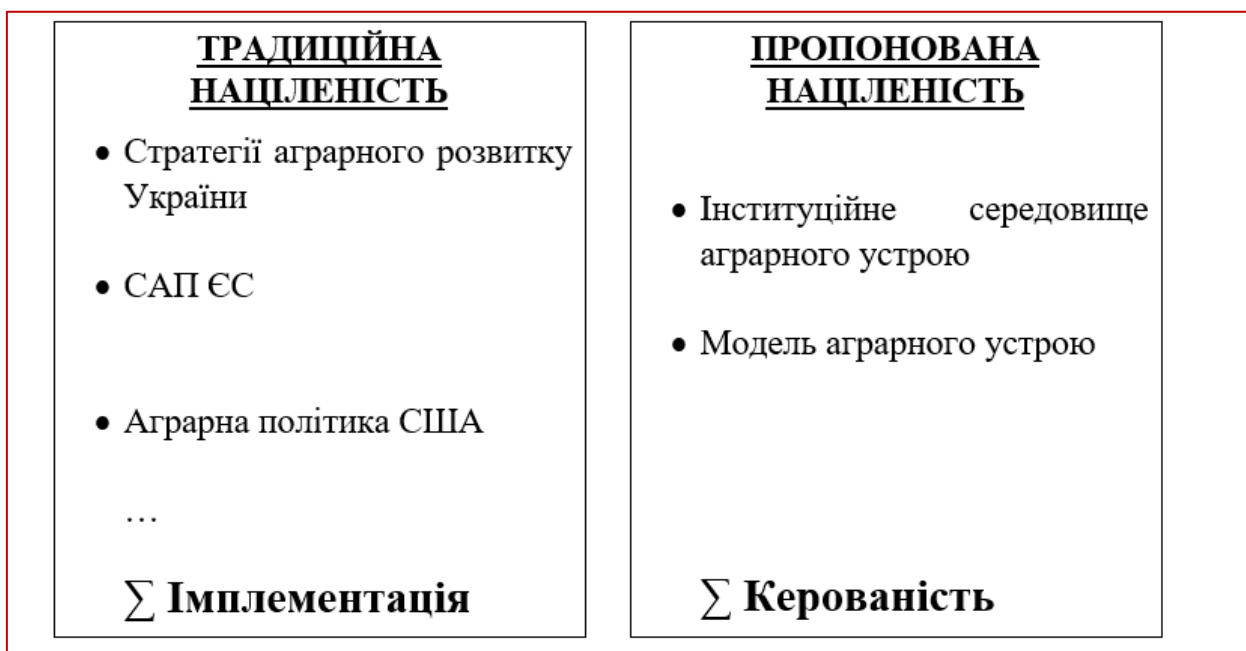 ТРАДИЦІЙНА
НАЦІЛЕНІСТЬ
• Стратегії аграрного розвитку
України
• САП ЄС
• Аграрна політика США
…
∑ Імплементація
ПРОПОНОВАНА
НАЦІЛЕНІСТЬ
• Інституційне середовище
аграрного устрою
• Модель аграрного устрою
∑ Керованість